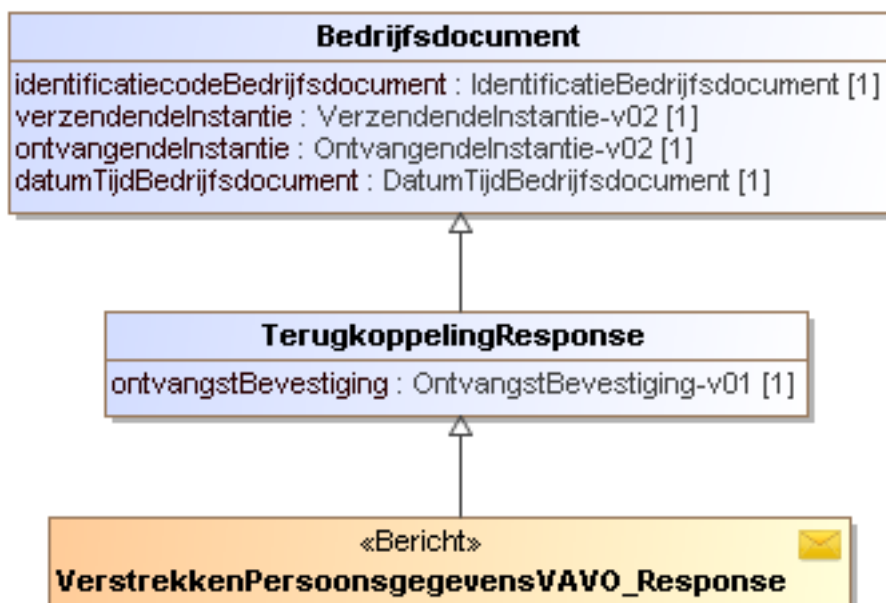 Bedrijfsdocument
identificatiecodeBedrijfsdocument : IdentificatieBedrijfsdocument [1]
verzendendeInstantie : VerzendendeInstantie-v02 [1]
ontvangendeInstantie : OntvangendeInstantie-v02 [1]
datumTijdBedrijfsdocument : DatumTijdBedrijfsdocument [1]
TerugkoppelingResponse
ontvangstBevestiging : OntvangstBevestiging-v01 [1]
«Bericht»
VerstrekkenPersoonsgegevensVAVO_Response